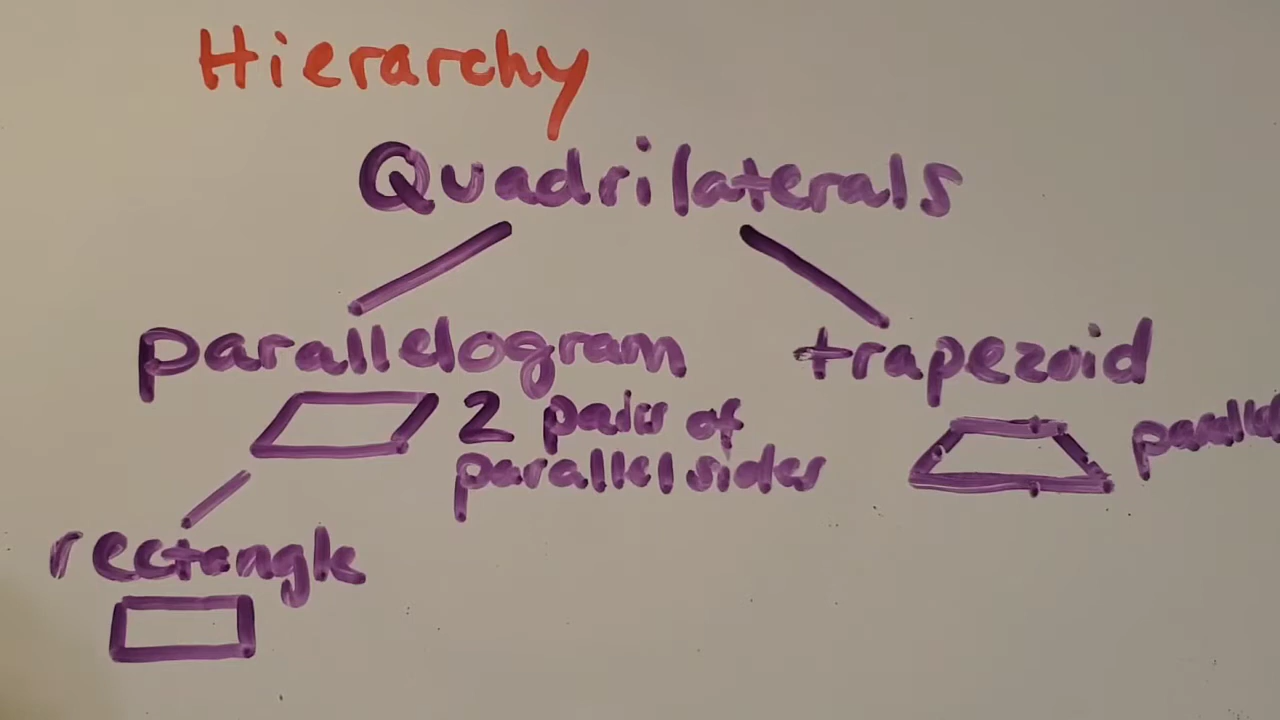 Hierarchy
Quadrilaterals
parallelogram
trapezoid
2 pairs of
parallel sides
rectangle